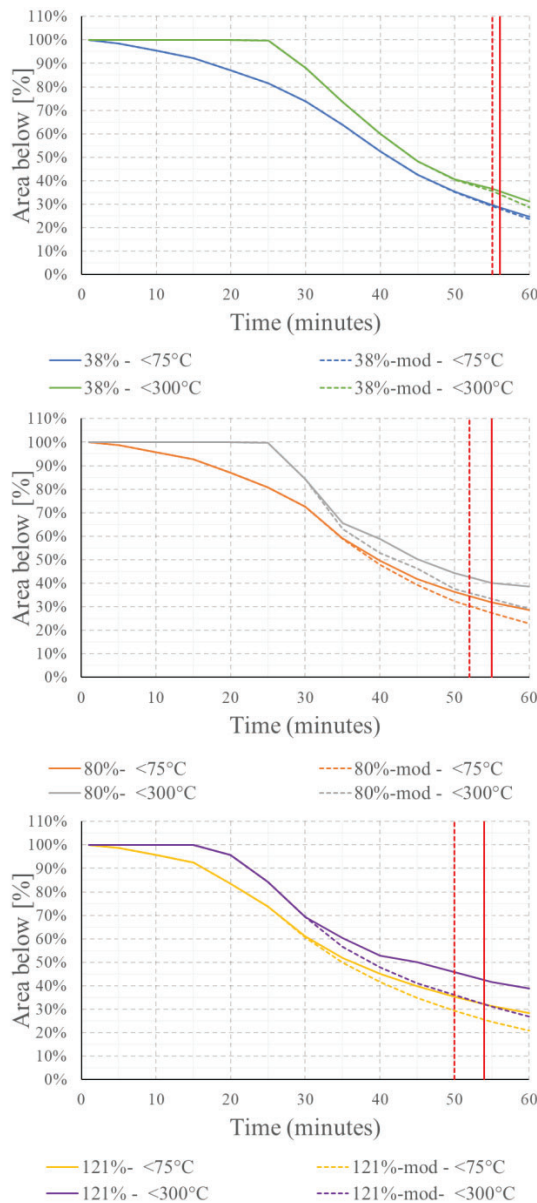 110%
100%
90%
80%
70%
60%
50%
40%
30%
20%
10%
0%
Area below [%]
0 10 20 30 40 50 60
Time (minutes)
38% - <75°C 38%-mod - <75°C
38% - <300°C 38%-mod - <300°C
110%
100%
90%
80%
70%
60%
50%
40%
30%
20%
10%
0%
Area below [%]
0 10 20 30 40 50 60
Time (minutes)
80%- <75°C 80%-mod - <75°C
80%- <300°C 80%-mod - <300°C
110%
100%
90%
80%
70%
60%
50%
40%
30%
20%
10%
0%
Area below [%]
0 10 20 30 40 50 60
Time (minutes)
121%- <75°C 121%-mod - <75°C
121% - <300°C 121%-mod - <300°C